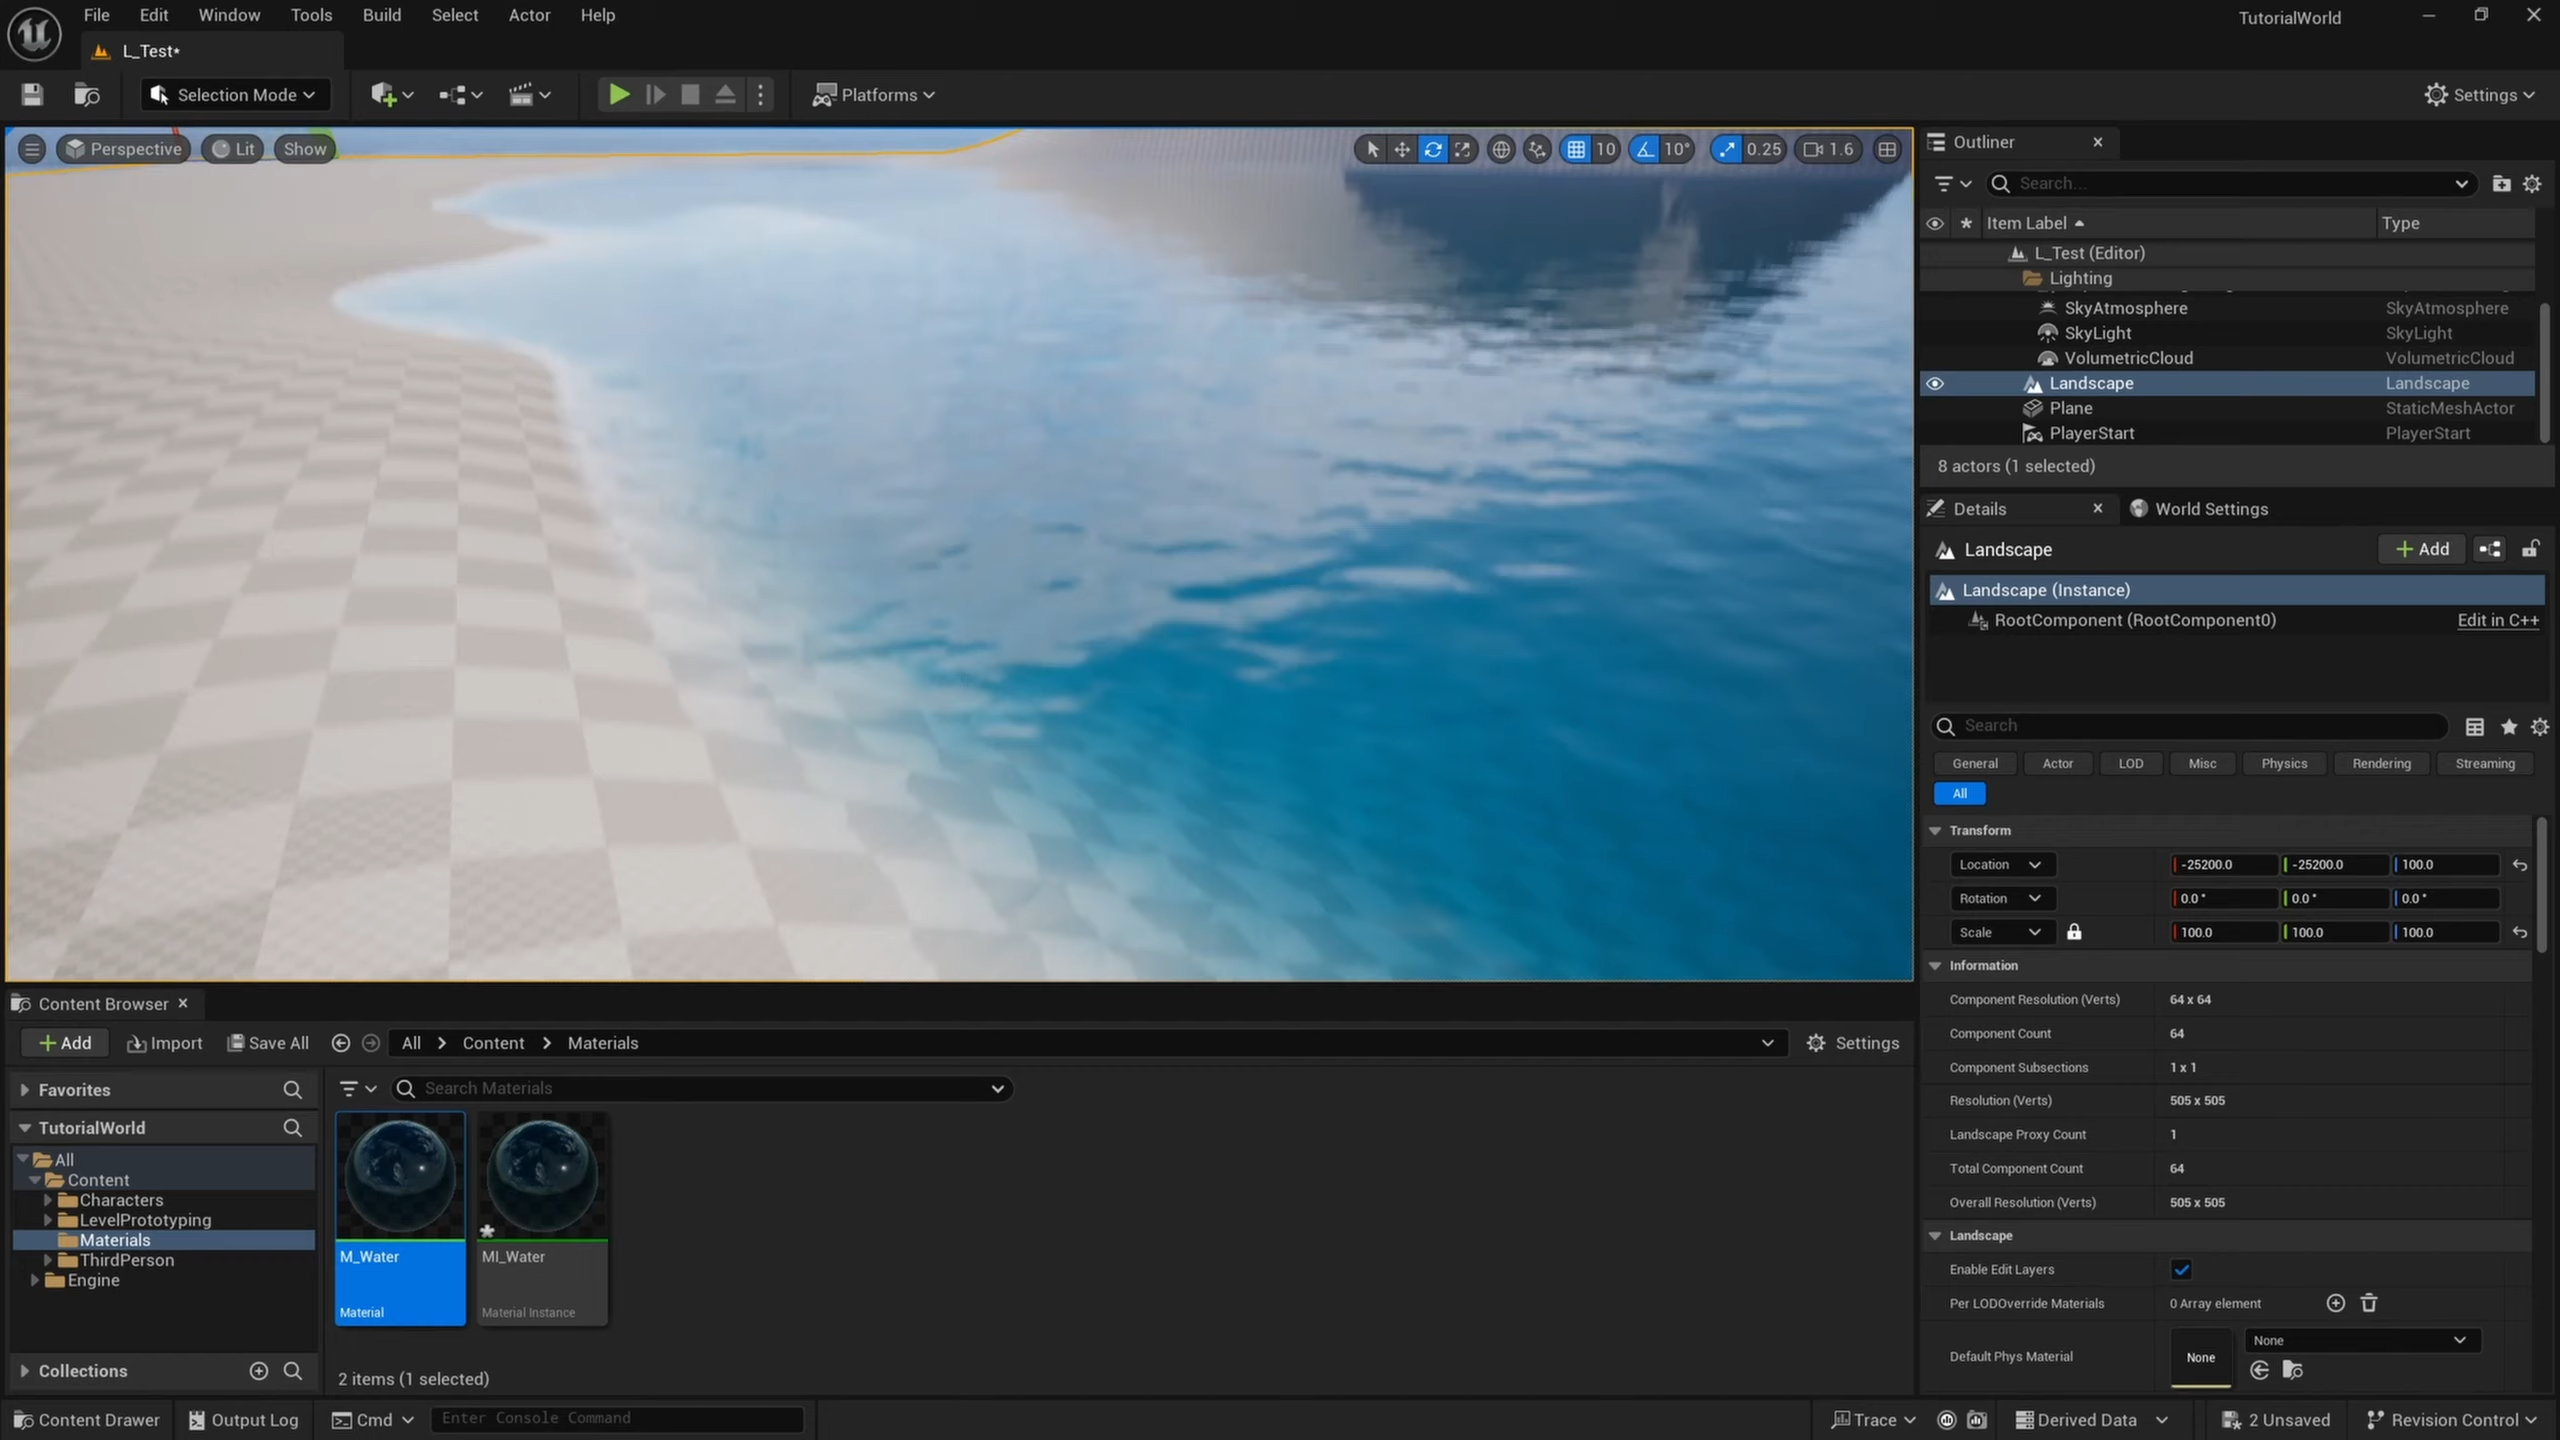 File Edit Window Tools Build Select Actor Help
TutorialWorld
L_Test*
Selection Mode
Platforms
Settings
Perspective Lit Show
10 10° 0.25 1.6
Outliner
Search...
Item Label Type
L_Test (Editor)
Lighting
SkyAtmosphere SkyAtmosphere
SkyLight SkyLight
VolumetricCloud VolumetricCloud
Landscape Landscape
Plane StaticMeshActor
PlayerStart PlayerStart
8 actors (1 selected)
Details World Settings
Landscape + Add
Landscape (Instance)
RootComponent (RootComponent0) Edit in C++
Search
General Actor LOD Misc Physics Rendering Streaming
All
Transform
Location -25200.0 -25200.0 100.0
Rotation 0.0° 0.0° 0.0°
Scale 100.0 100.0 100.0
Information
Component Resolution (Verts) 64 x 64
Component Count 64
Component Subsections 1 x 1
Resolution (Verts) 505 x 505
Landscape Proxy Count 1
Total Component Count 64
Overall Resolution (Verts) 505 x 505
Landscape
Enable Edit Layers
Per LODOverride Materials 0 Array element
Default Phys Material None None
Content Browser
+ Add Import Save All All > Content > Materials Settings
Favorites
Search Materials
TutorialWorld
All
Content
Characters
LevelPrototyping
Materials
ThirdPerson
Engine
Collections
M_Water
Material
MI_Water
Material Instance
2 items (1 selected)
Content Drawer Output Log Cmd Enter Console Command Trace Derived Data 2 Unsaved Revision Control